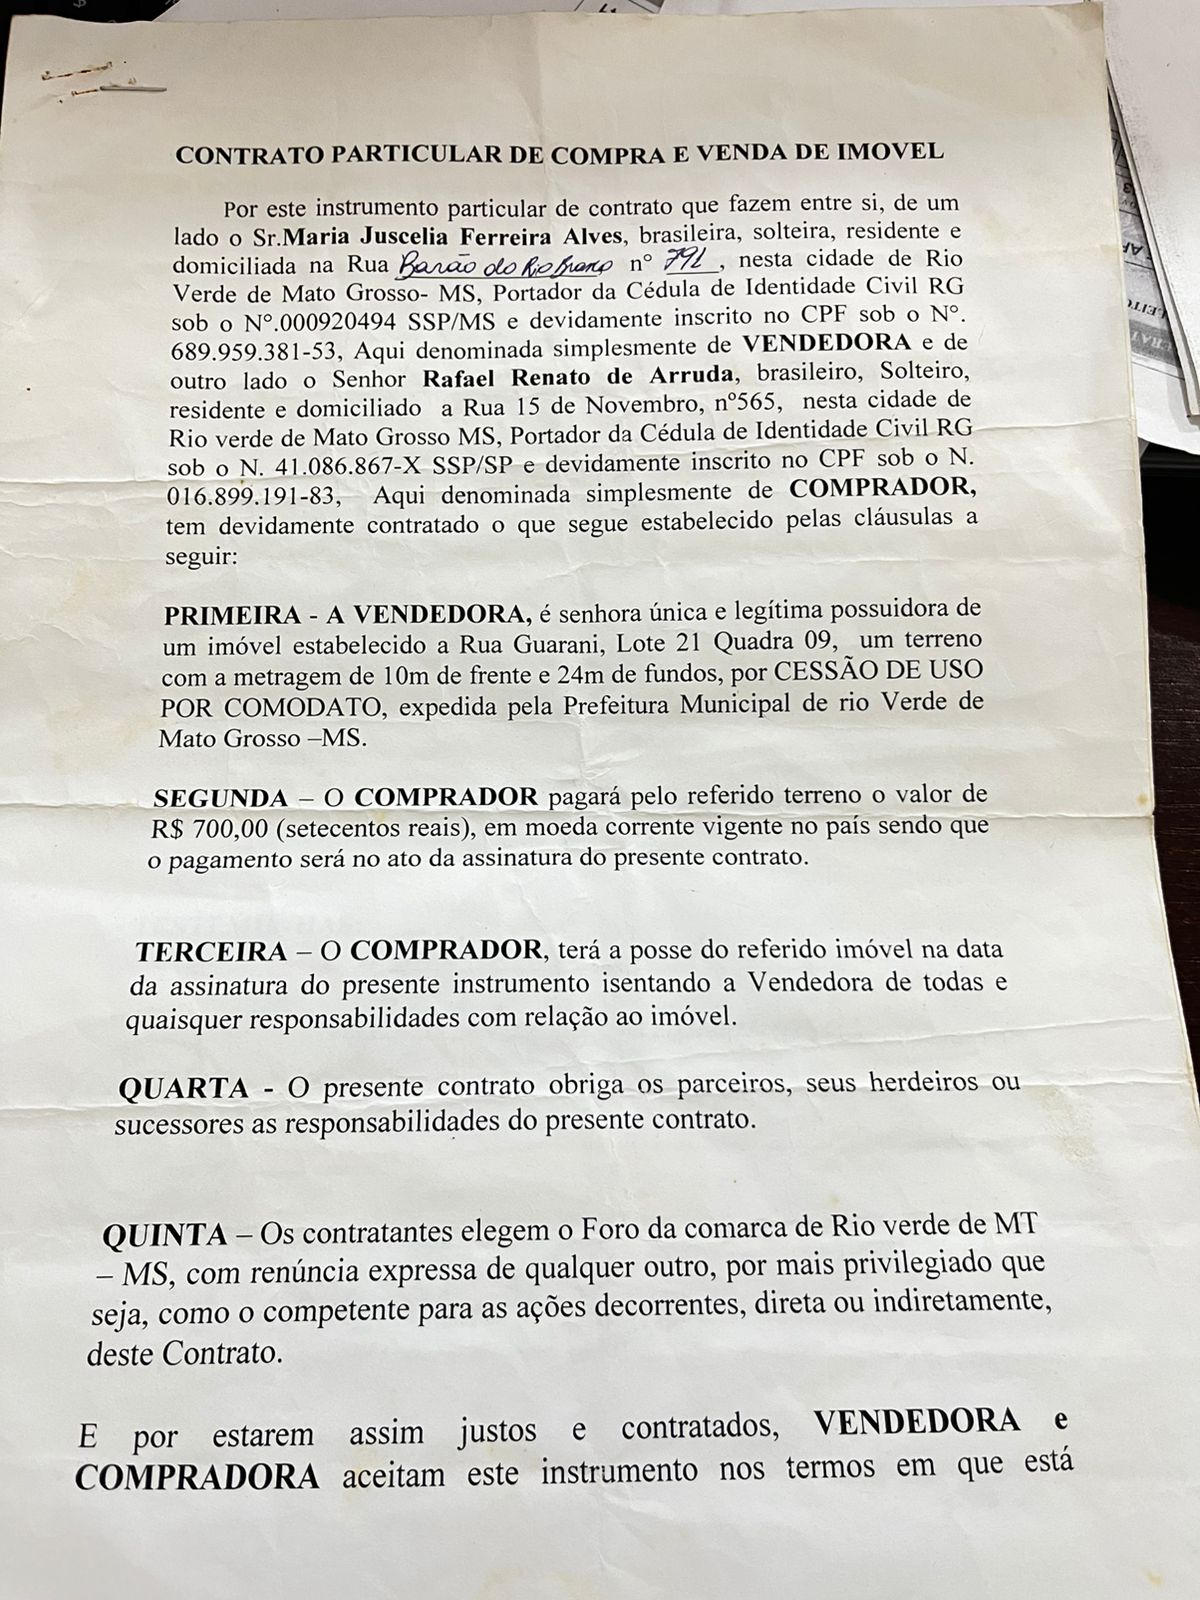 CONTRATO PARTICULAR DE COMPRA E VENDA DE IMOVEL
Por este instrumento particular de contrato que fazem entre si, de um
lado o Sr.Maria Juscelia Ferreira Alves, brasileira, solteira, residente e
domiciliada na Rua Barão do Rio Branco nº 791, nesta cidade de Rio
Verde de Mato Grosso- MS, Portador da Cédula de Identidade Civil RG
sob o N°.000920494 SSP/MS e devidamente inscrito no CPF sob o N°.
689.959.381-53, Aqui denominada simplesmente de VENDEDORA e de
outro lado o Senhor Rafael Renato de Arruda, brasileiro, Solteiro,
residente e domiciliado a Rua 15 de Novembro, nº565, nesta cidade de
Rio verde de Mato Grosso MS, Portador da Cédula de Identidade Civil RG
sob o N. 41.086.867-X SSP/SP e devidamente inscrito no CPF sob o N.
016.899.191-83, Aqui denominada simplesmente de COMPRADOR,
tem devidamente contratado o que segue estabelecido pelas cláusulas a
seguir:
PRIMEIRA - A VENDEDORA, é senhora única e legítima possuidora de
um imóvel estabelecido a Rua Guarani, Lote 21 Quadra 09, um terreno
com a metragem de 10m de frente e 24m de fundos, por CESSÃO DE USO
POR COMODATO, expedida pela Prefeitura Municipal de rio Verde de
Mato Grosso –MS.
SEGUNDA – O COMPRADOR pagará pelo referido terreno o valor de
R$ 700,00 (setecentos reais), em moeda corrente vigente no país sendo que
o pagamento será no ato da assinatura do presente contrato.
TERCEIRA – O COMPRADOR, terá a posse do referido imóvel na data
da assinatura do presente instrumento isentando a Vendedora de todas e
quaisquer responsabilidades com relação ao imóvel.
QUARTA - O presente contrato obriga os parceiros, seus herdeiros ou
sucessores as responsabilidades do presente contrato.
QUINTA – Os contratantes elegem o Foro da comarca de Rio verde de MT
– MS, com renúncia expressa de qualquer outro, por mais privilegiado que
seja, como o competente para as ações decorrentes, direta ou indiretamente,
deste Contrato.
E por estarem assim justos e contratados, VENDEDORA e
COMPRADORA aceitam este instrumento nos termos em que está